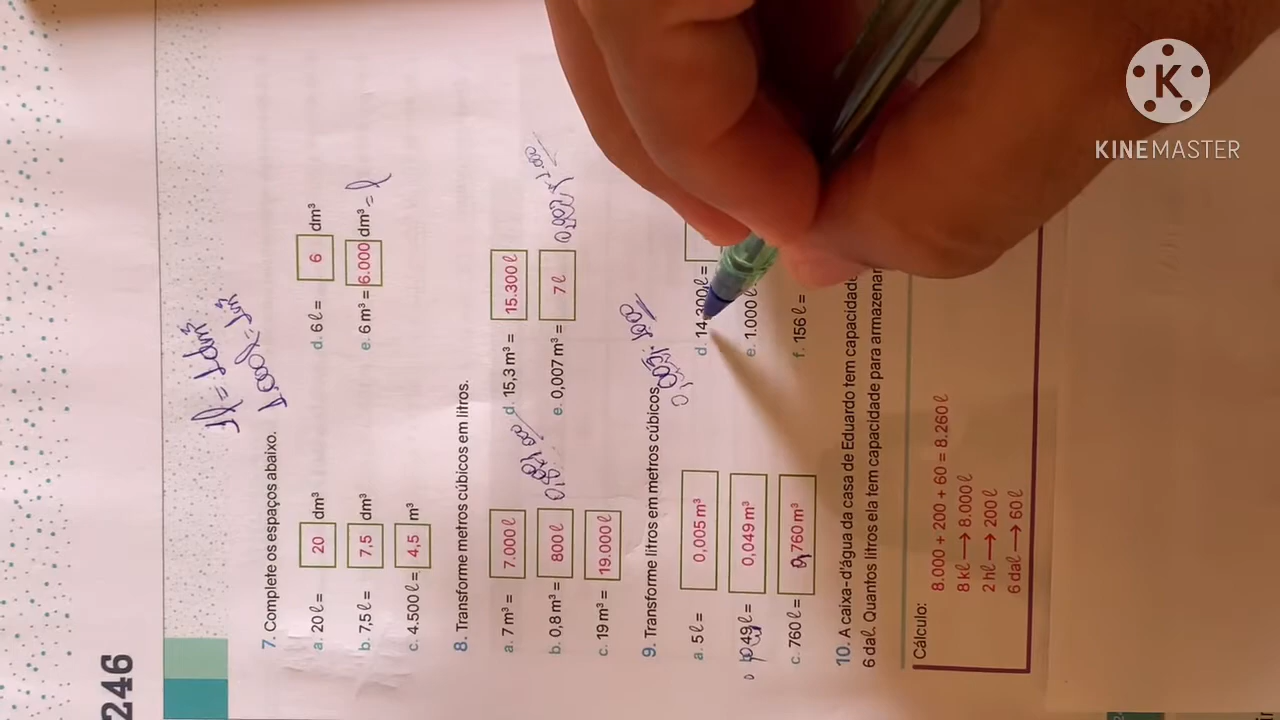 246
1l = 1dm³
1.000l = 1m³
7. Complete os espaços abaixo.
a. 20 l = 20 dm³
d. 6 l = 6 dm³
b. 7,5 l = 7,5 dm³
e. 6 m³ = 6.000 dm³ = l
c. 4.500 l = 4,5 m³
8. Transforme metros cúbicos em litros.
a. 7 m³ = 7.000 l
d. 15,3 m³ = 15.300 l
b. 0,8 m³ = 800 l
e. 0,007 m³ = 7 l
c. 19 m³ = 19.000 l
9. Transforme litros em metros cúbicos.
a. 5 l = 0,005 m³
d. 14.200 l =
49 l = 0,049 m³
e. 1.000 l
c. 760 l = 0,760 m³
f. 156 l =
10. A caixa-d'água da casa de Eduardo tem capacidade
6 dal. Quantos litros ela tem capacidade para armazenar
Cálculo:
8.000 + 200 + 60 = 8.260 l
8 kl → 8.000 l
2 hl → 200 l
6 dal → 60 l
K
KINEMASTER